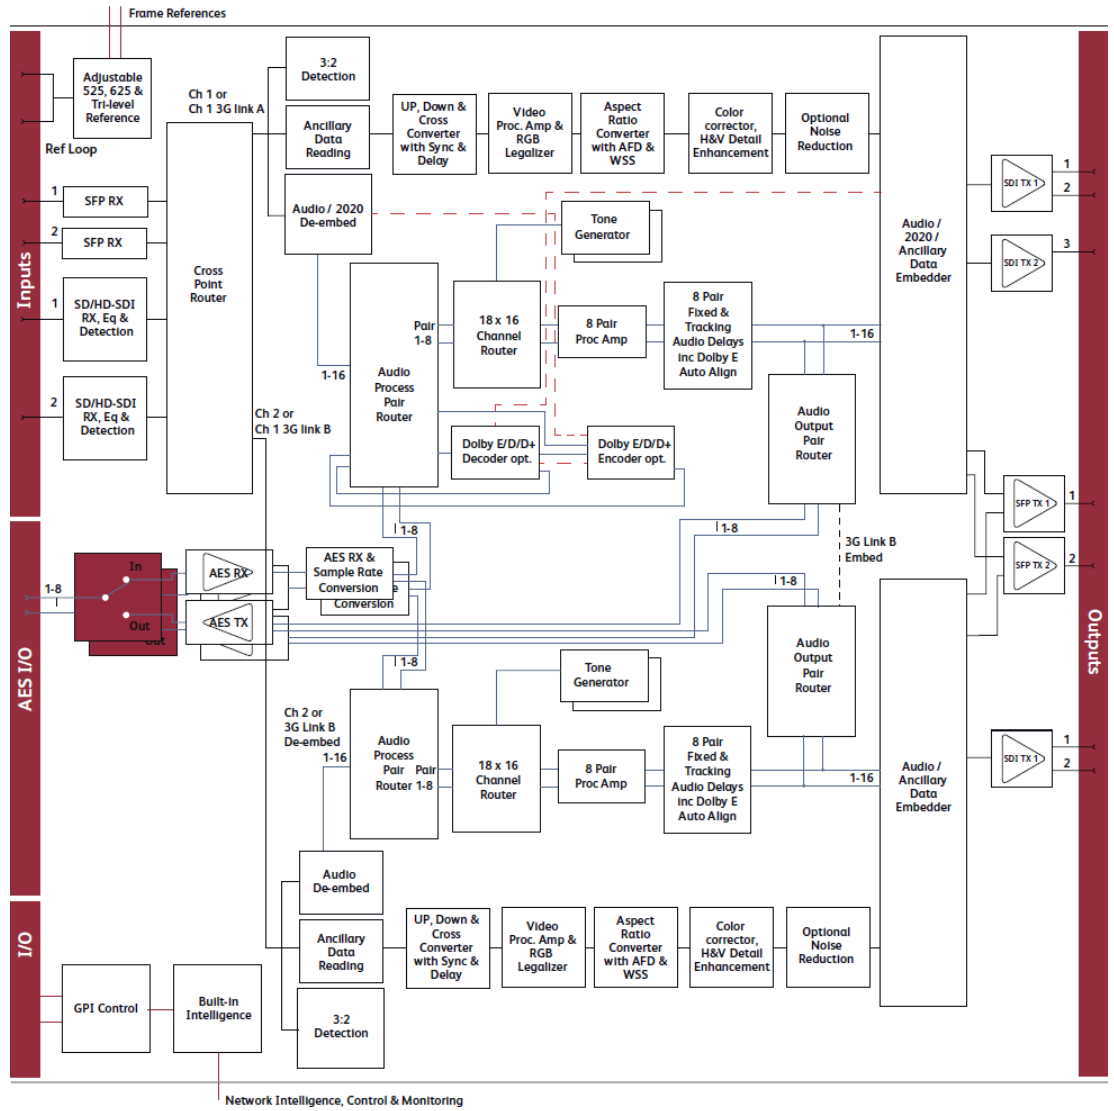 Frame References
Inputs
AES I/O
I/O
Outputs
Adjustable
525, 625 &
Tri-level
Reference
Ref Loop
1
SFP RX
2
SFP RX
1
SD/HD-SDI
RX, Eq &
Detection
2
SD/HD-SDI
RX, Eq &
Detection
Cross
Point
Router
Ch 1 or
Ch 1 3G link A
3:2
Detection
Ancillary
Data
Reading
Audio / 2020
De-embed
UP, Down &
Cross
Converter
with Sync &
Delay
Video
Proc. Amp &
RGB
Legalizer
Aspect
Ratio
Converter
with AFD &
WSS
Color
corrector,
H&V Detail
Enhancement
Optional
Noise
Reduction
Audio /
2020 /
Ancillary
Data
Embedder
SDI TX 1
1
2
SDI TX 2
3
Tone
Generator
1-16
Audio
Process
Pair
Router
Pair
1-8
18 x 16
Channel
Router
8 Pair
Proc Amp
8 Pair
Fixed &
Tracking
Audio Delays
inc Dolby E
Auto Align
1-16
Audio
Output
Pair
Router
Dolby E/D/D+
Decoder opt.
Dolby E/D/D+
Encoder opt.
Ch 2 or
Ch 1 3G link B
SFP TX 1
1
SFP TX 2
2
1-8
1-8
3G Link B
Embed
1-8
In
Out
Out
1-8
AES RX
AES TX
AES RX &
Sample Rate
Conversion
e
Conversion
1-8
Ch 2 or
3G Link B
De-embed
1-16
Audio
Process
Pair
Router
Pair
1-8
18 x 16
Channel
Router
Tone
Generator
8 Pair
Proc Amp
8 Pair
Fixed &
Tracking
Audio Delays
inc Dolby E
Auto Align
Audio
Output
Pair
Router
1-16
Audio /
Ancillary
Data
Embedder
SDI TX 1
1
2
Audio
De-embed
Ancillary
Data
Reading
3:2
Detection
UP, Down &
Cross
Converter
with Sync &
Delay
Video
Proc. Amp &
RGB
Legalizer
Aspect
Ratio
Converter
with AFD &
WSS
Color
corrector,
H&V Detail
Enhancement
Optional
Noise
Reduction
GPI Control
Built-in
Intelligence
Network Intelligence, Control & Monitoring